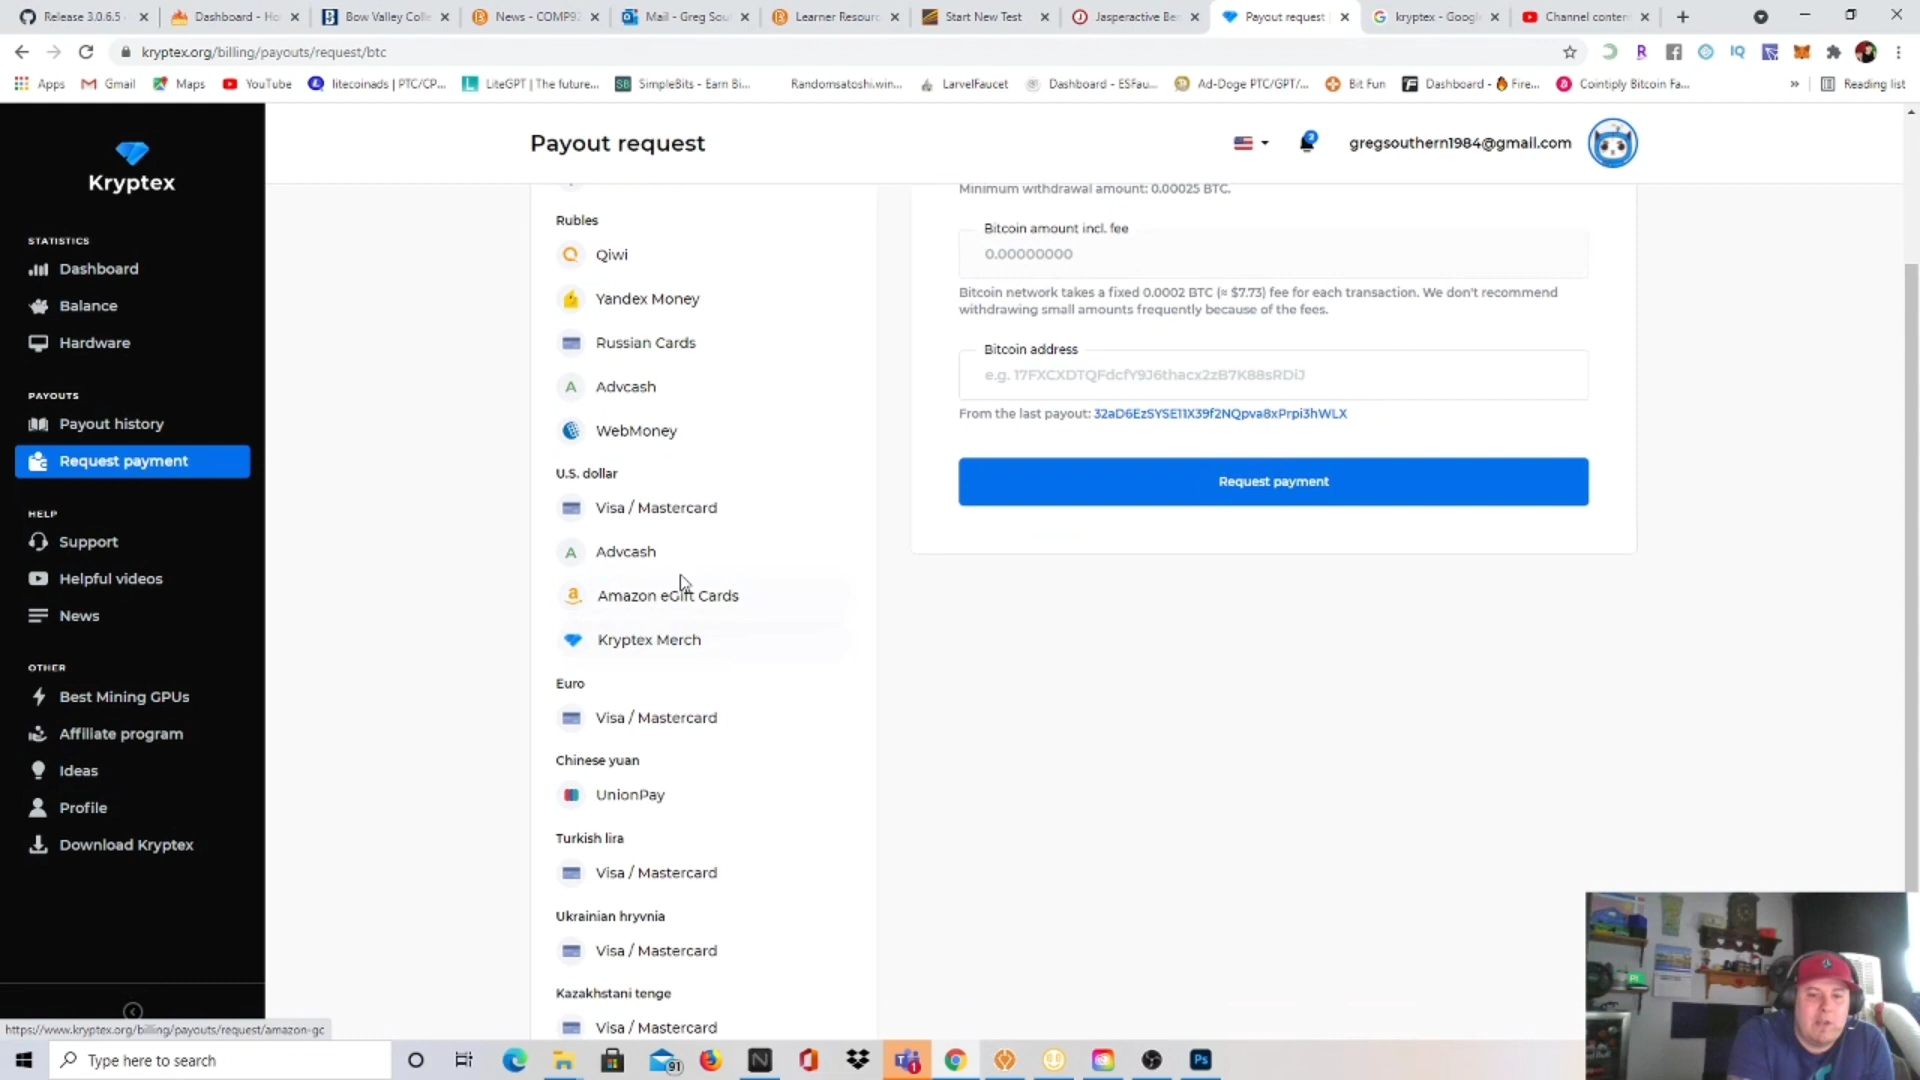 Release 3.0.6.5
Dashboard - Ho
Bow Valley Colle
News - COMP92
Mail - Greg Sou
Learner Resourc
Start New Test
Jasperactive Be
Payout request
kryptex - Googl
Channel conten
kryptex.org/billing/payouts/request/btc
Apps
Gmail
Maps
YouTube
litecoinads | PTC/CP...
LiteGPT | The future...
SimpleBits - Earn Bi...
Randomsatoshi.win...
LarvelFaucet
Dashboard - ESFau...
Ad-Doge PTC/GPT/...
Bit Fun
Dashboard - 🔥 Fire...
Cointiply Bitcoin Fa...
Reading list
Kryptex
Payout request
2
gregsouthern1984@gmail.com
STATISTICS
Dashboard
Balance
Hardware
PAYOUTS
Payout history
Request payment
HELP
Support
Helpful videos
News
OTHER
Best Mining GPUs
Affiliate program
Ideas
Profile
Download Kryptex
Rubles
Qiwi
Yandex Money
Russian Cards
Advcash
WebMoney
U.S. dollar
Visa / Mastercard
Advcash
Amazon eGift Cards
Kryptex Merch
Euro
Visa / Mastercard
Chinese yuan
UnionPay
Turkish lira
Visa / Mastercard
Ukrainian hryvnia
Visa / Mastercard
Kazakhstani tenge
Visa / Mastercard
Minimum withdrawal amount: 0.00025 BTC.
Bitcoin amount incl. fee
0.00000000
Bitcoin network takes a fixed 0.0002 BTC (≈ $7.73) fee for each transaction. We don't recommend
withdrawing small amounts frequently because of the fees.
Bitcoin address
e.g. 17FXCXDTQFdcfY9J6thacx2zB7K88sRDiJ
From the last payout: 32aD6EzSYSE11X39f2NQpva8xPrpi3hWLX
Request payment
https://www.kryptex.org/billing/payouts/request/amazon-gc
Type here to search
91
1